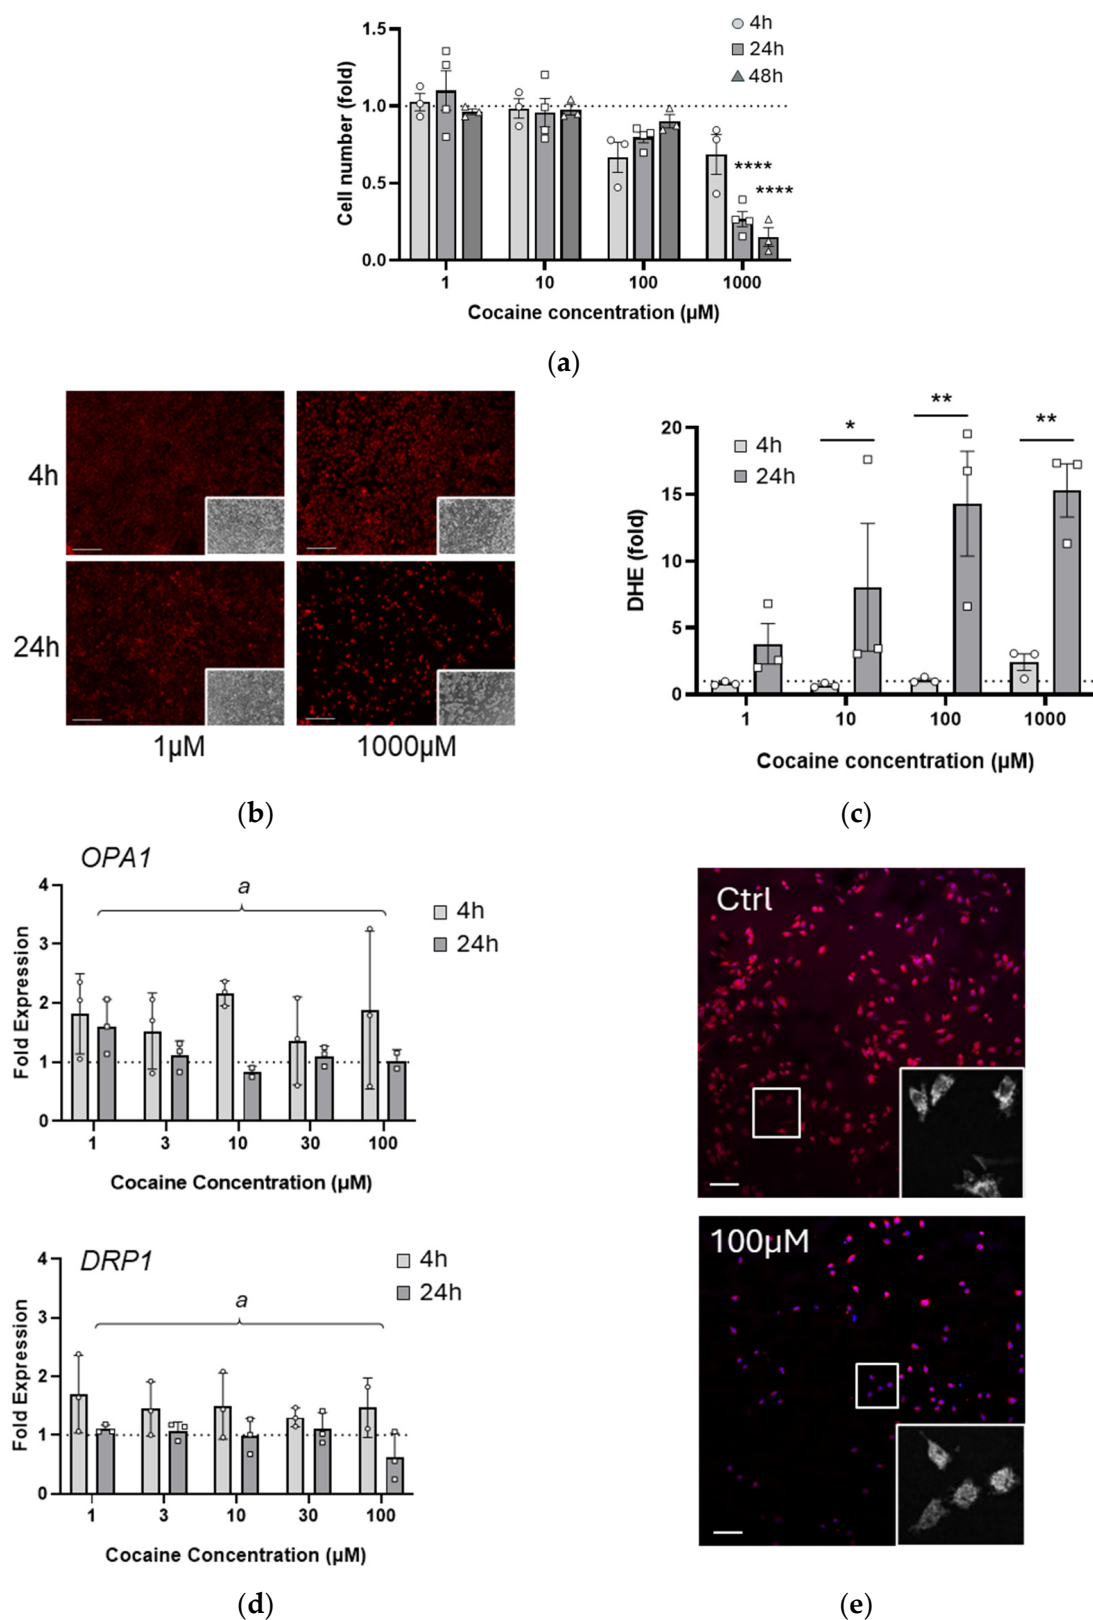 4h
24h
48h
Cell number (fold)
1.5
1.0
0.5
0.0
****
****
1 10 100 1000
Cocaine concentration (µM)
(a)
4h
24h
1µM 1000µM
(b)
* ** **
4h
24h
DHE (fold)
20
15
10
5
0
1 10 100 1000
Cocaine concentration (µM)
(c)
OPA1
a
4h
24h
Fold Expression
4
3
2
1
0
1 3 10 30 100
Cocaine Concentration (µM)
DRP1
a
4h
24h
Fold Expression
4
3
2
1
0
1 3 10 30 100
Cocaine Concentration (µM)
(d)
Ctrl
100µM
(e)